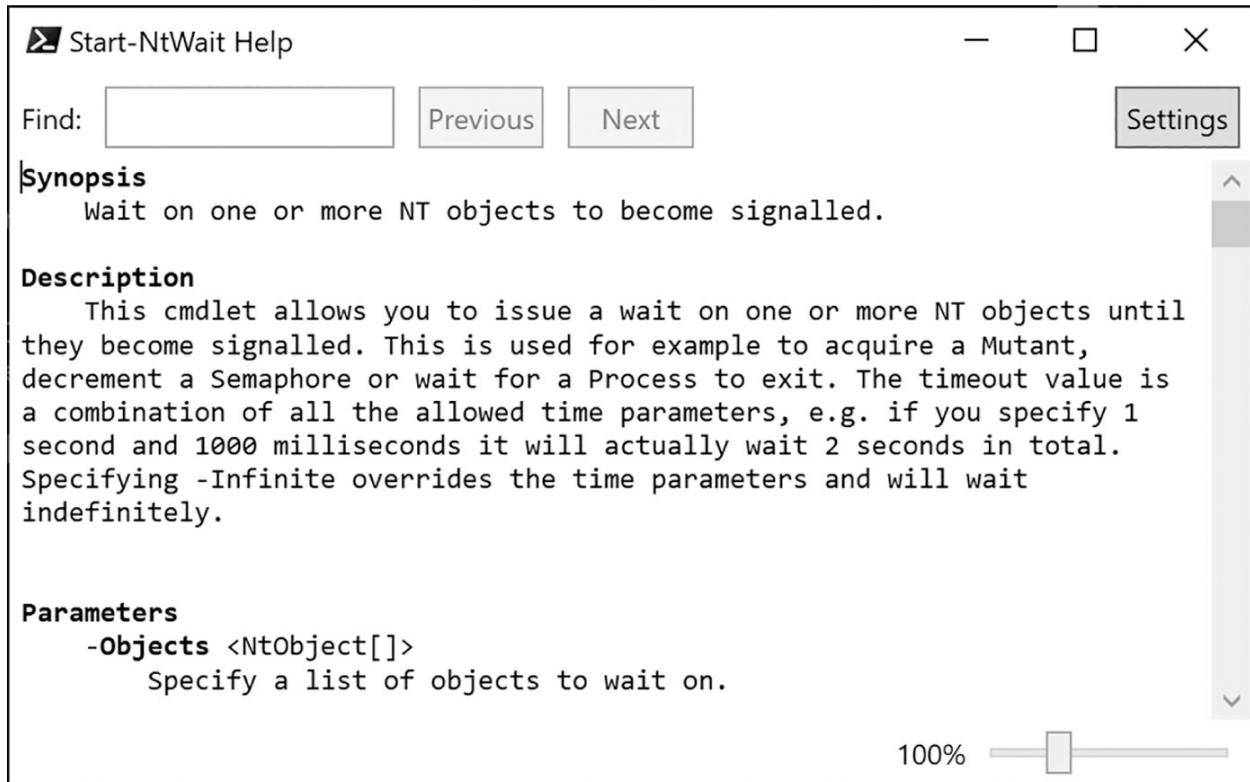 Start-NtWait Help
Find: Previous Next Settings
Synopsis
Wait on one or more NT objects to become signalled.
Description
This cmdlet allows you to issue a wait on one or more NT objects until
they become signalled. This is used for example to acquire a Mutant,
decrement a Semaphore or wait for a Process to exit. The timeout value is
a combination of all the allowed time parameters, e.g. if you specify 1
second and 1000 milliseconds it will actually wait 2 seconds in total.
Specifying -Infinite overrides the time parameters and will wait
indefinitely.
Parameters
-Objects <NtObject[]>
Specify a list of objects to wait on.
100%